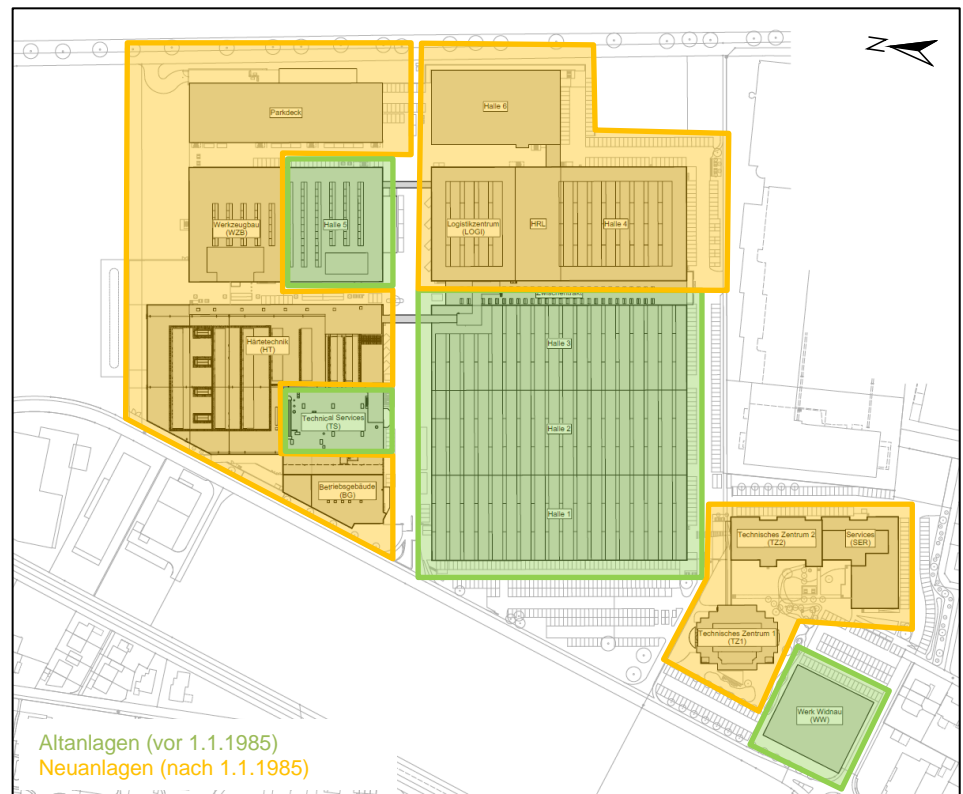 Z
Halle 6
Parkdeck
Werkzeugbau
(WZB)
Halle 5
Logistikzentrum
(LOGI)
HRL
Halle 4
Zwischentrakt
Halle 3
Härtetechnik
(HT)
Technical Services
(TS)
Halle 2
Betriebsgebäude
(BG)
Halle 1
Technisches Zentrum 2
(TZ2)
Services
(SER)
Technisches Zentrum 1
(TZ1)
Werk Widnau
(WW)
Altanlagen (vor 1.1.1985)
Neuanlagen (nach 1.1.1985)